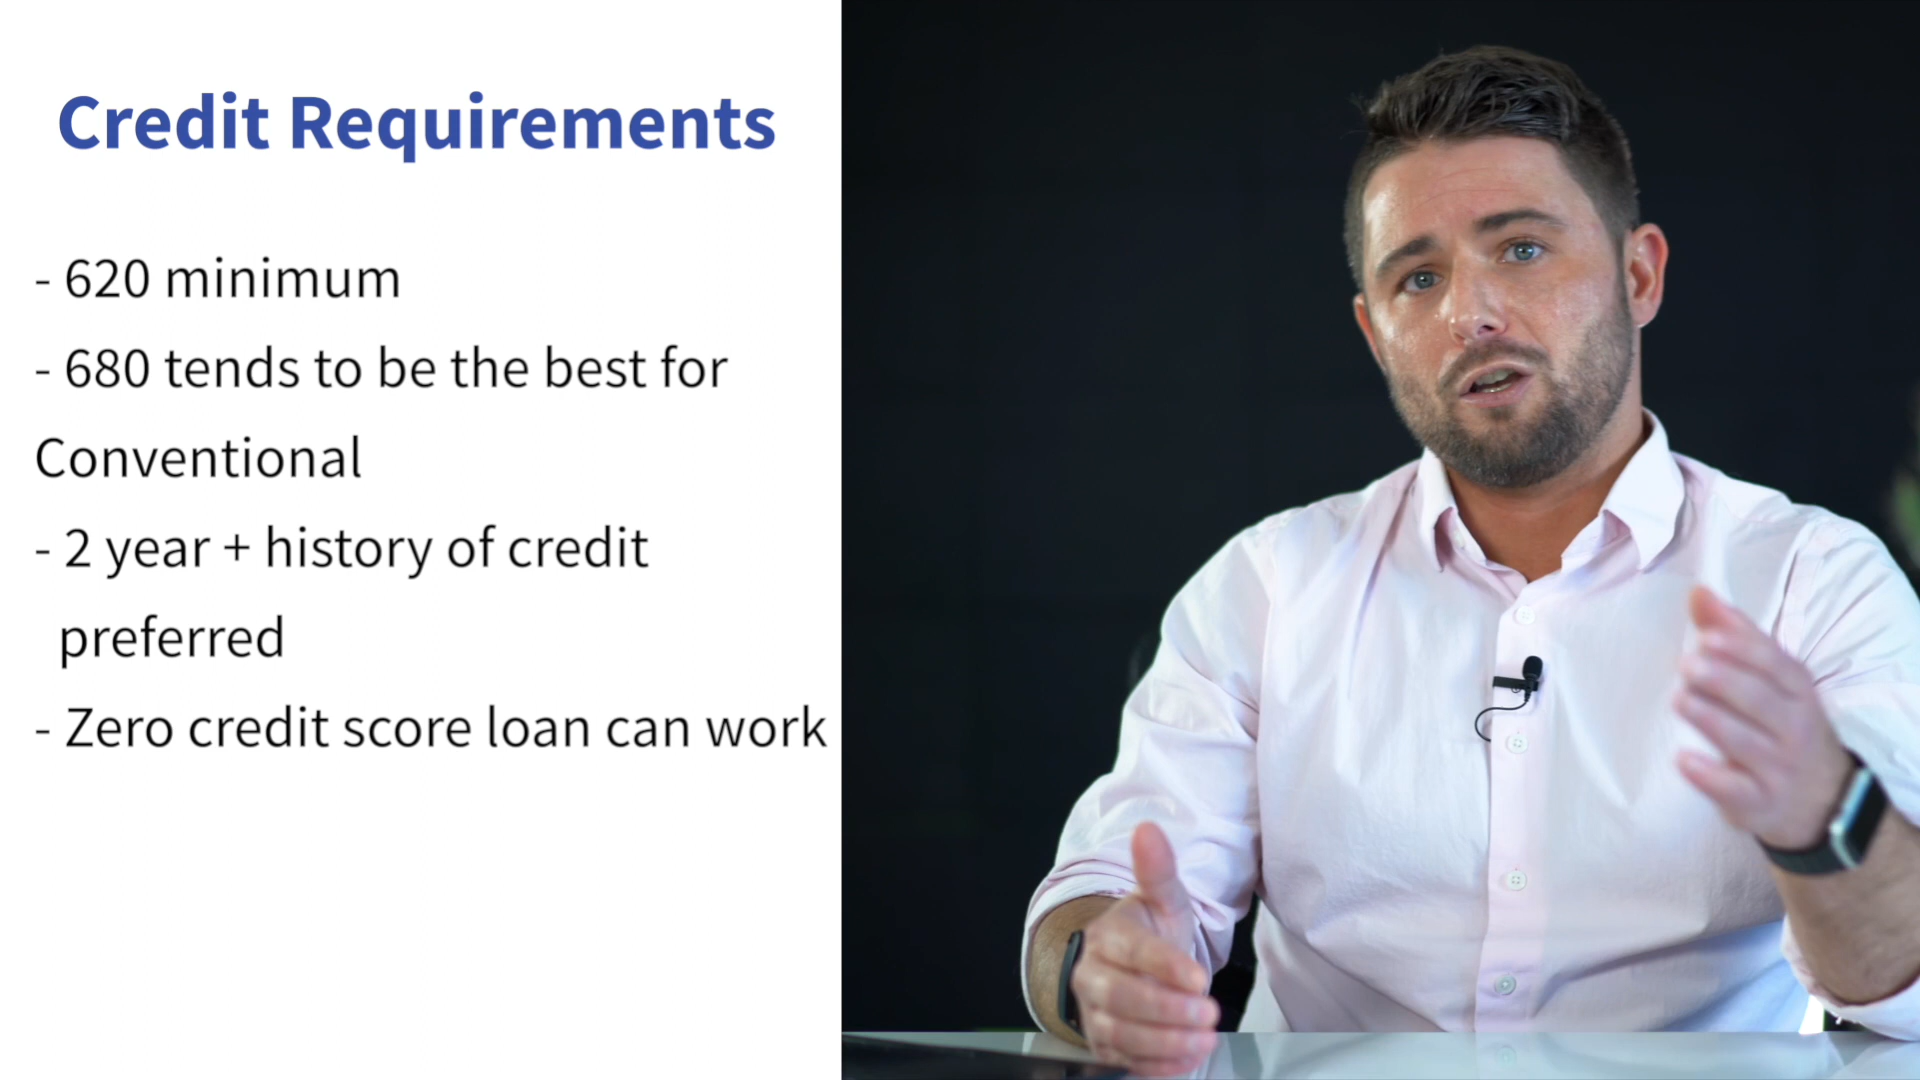 Credit Requirements
- 620 minimum
- 680 tends to be the best for
Conventional
- 2 year + history of credit
preferred
- Zero credit score loan can work